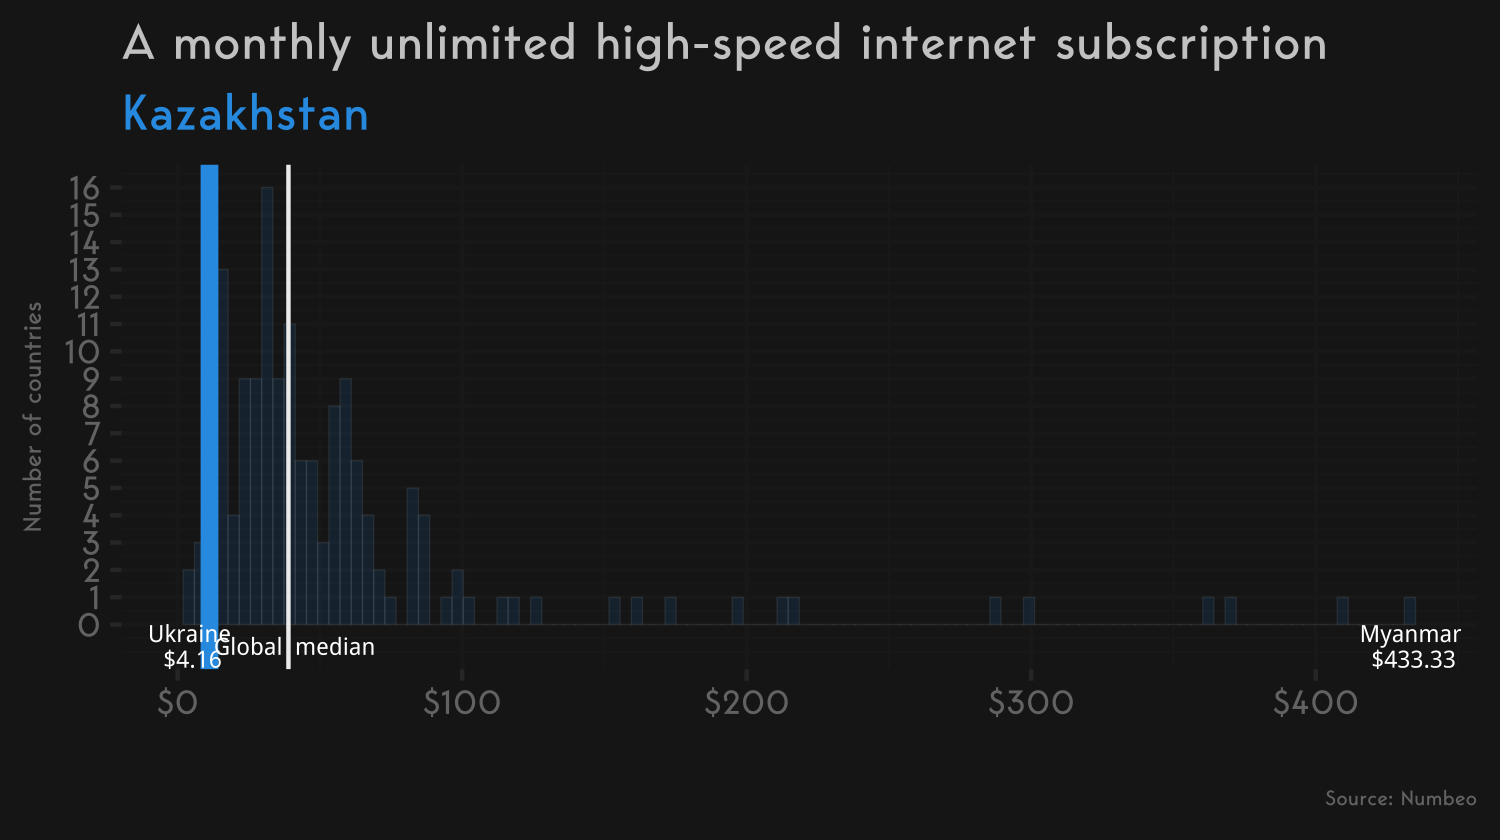 A monthly unlimited high-speed internet subscription
Kazakhstan
Number of countries
16
15
14
13
12
11
10
9
8
7
6
5
4
3
2
1
0
Ukraine
$4.16
Global median
Myanmar
$433.33
$0 $100 $200 $300 $400
Source: Numbeo